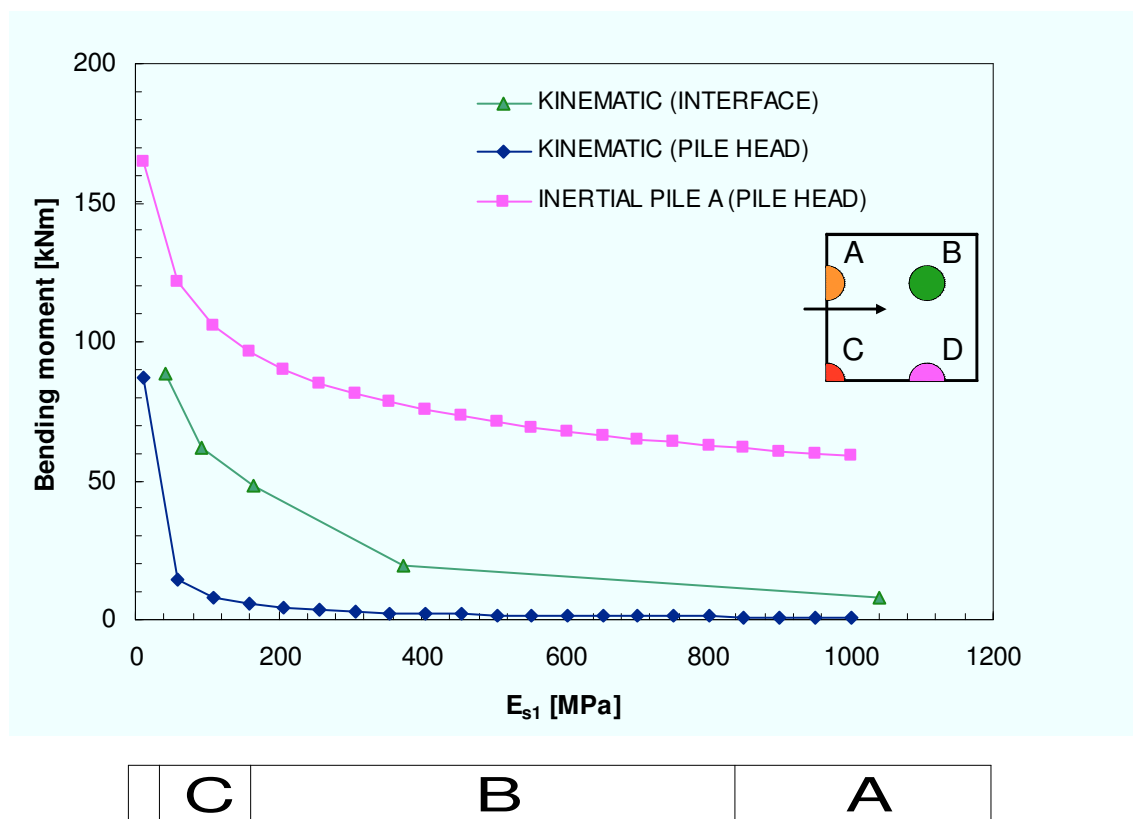 200
150
100
50
0
Bending moment [kNm]
KINEMATIC (INTERFACE)
KINEMATIC (PILE HEAD)
INERTIAL PILE A (PILE HEAD)
A B
C D
0 200 400 600 800 1000 1200
Es1 [MPa]
C B A